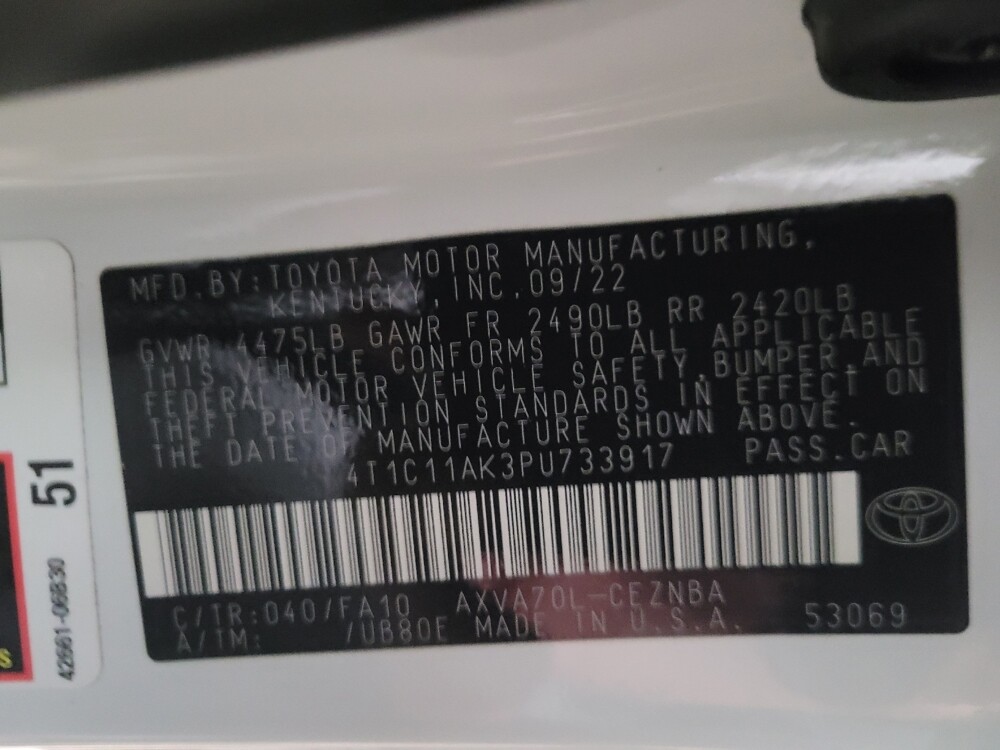 MFD.BY:TOYOTA MOTOR MANUFACTURING,
KENTUCKY,INC.09/22
GVWR 4475LB GAWR FR 2490LB RR 2420LB
THIS VEHICLE CONFORMS TO ALL APPLICABLE
FEDERAL MOTOR VEHICLE SAFETY,BUMPER,AND
THEFT PREVENTION STANDARDS IN EFFECT ON
THE DATE OF MANUFACTURE SHOWN ABOVE.
4T1C11AK3PU733917 PASS.CAR
C/TR:040/FA10 AXVA70L-CEZNBA
A/TM: /UB80E MADE IN U.S.A. 53069
51
42661-06B30